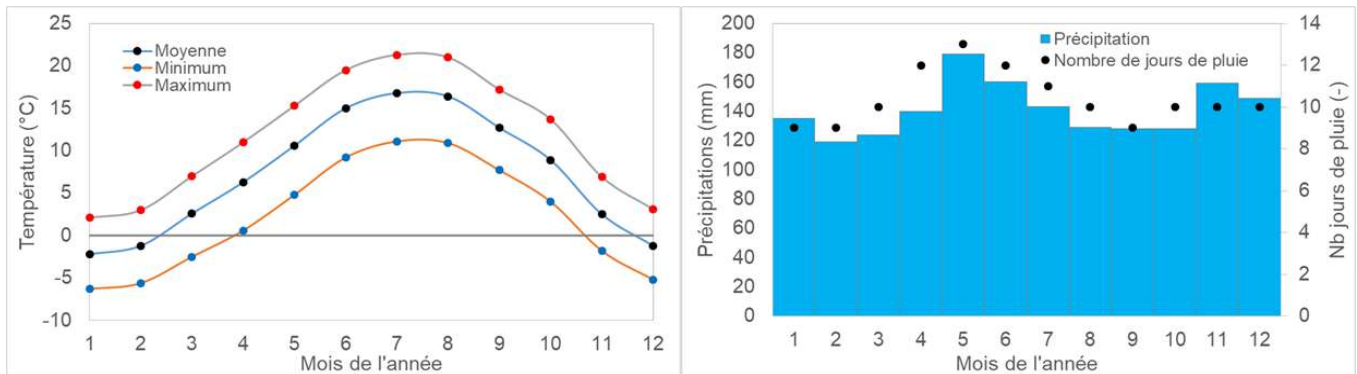 25
20
15
10
5
0
-5
-10
Température (°C)
Moyenne
Minimum
Maximum
1 2 3 4 5 6 7 8 9 10 11 12
Mois de l'année
200
180
160
140
120
100
80
60
40
20
0
Précipitations (mm)
Précipitation
Nombre de jours de pluie
14
12
10
8
6
4
2
0
Nb jours de pluie (-)
1 2 3 4 5 6 7 8 9 10 11 12
Mois de l'année